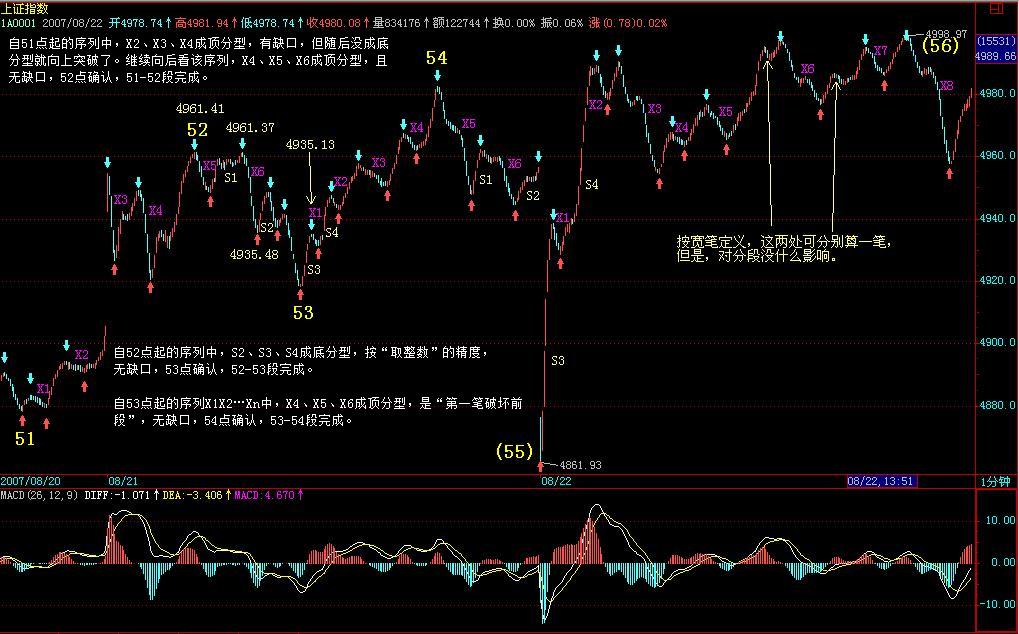 上证指数
1A0001 2007/08/22 开4978.74↑高4981.94↑低4978.74↑收4980.08↑量834176↑额122744↑换0.00% 振0.06% 涨(0.78)0.02%
自51点起的序列中，X2、X3、X4成顶分型，有缺口，但随后没成底
分型就向上突破了。继续向后看该序列，X4、X5、X6成顶分型，且
无缺口，52点确认，51-52段完成。
4998.97
(15531)
4989.66
(56)
54
4961.41
52
4961.37
4935.13
4980.0
4960.0
4940.0
4920.0
4900.0
4880.0
X3
X4
X5
S1
X6
S2
4935.48
X1
S3
S4
X2
X3
X4
X5
S1
X6
S2
X1
S3
S4
X2
X3
X4
X5
X6
X7
X8
按宽笔定义，这两处可分别算一笔，
但是，对分段没什么影响。
53
自52点起的序列中，S2、S3、S4成底分型，按“取整数”的精度，
无缺口，53点确认，52-53段完成。
自53点起的序列X1X2…Xn中，X4、X5、X6成顶分型，是“第一笔破坏前
段”，无缺口，54点确认，53-54段完成。
X1
X2
51
(55)
4861.93
2007/08/20
08/21
08/22
08/22,13:51
1分钟
MACD(26,12,9) DIFF:-1.071↑DEA:-3.406↑MACD:4.670↑
10.00
0.00
-10.00